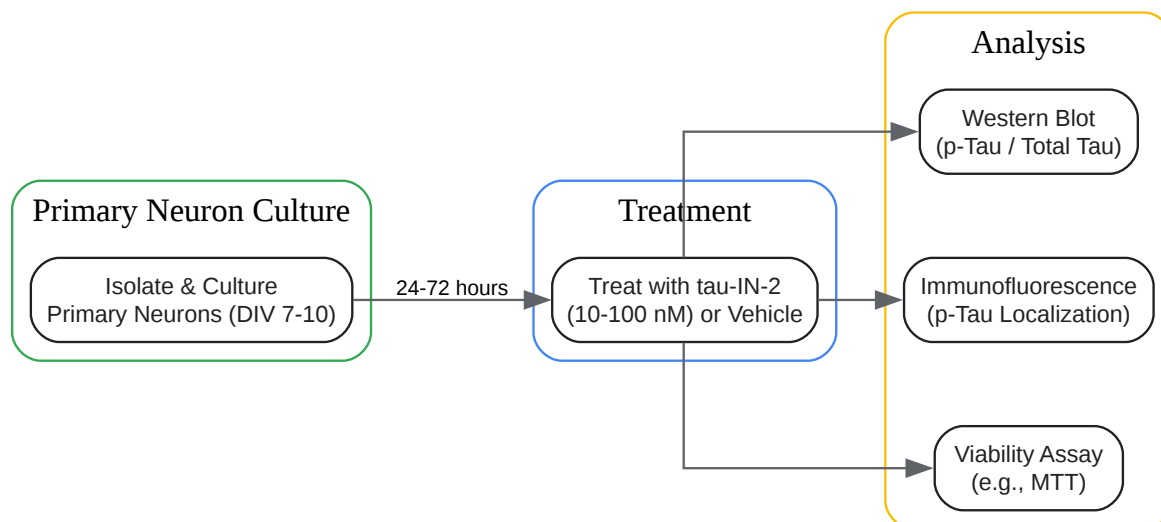 Primary Neuron Culture
Isolate & Culture
Primary Neurons (DIV 7-10)
24-72 hours
Treatment
Treat with tau-IN-2
(10-100 nM) or Vehicle
Analysis
Western Blot
(p-Tau / Total Tau)
Immunofluorescence
(p-Tau Localization)
Viability Assay
(e.g., MTT)